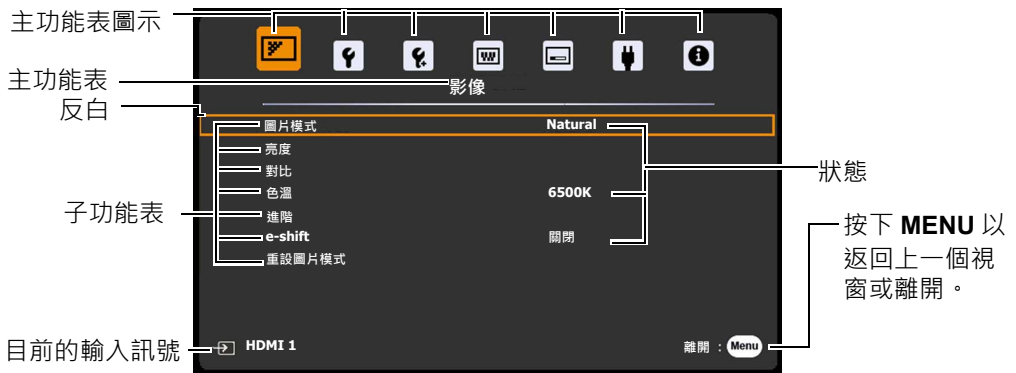 主功能表圖示
主功能表
影像
反白
圖片模式 Natural
亮度
對比
狀態
色溫 6500K
子功能表
進階
e-shift 關閉
按下 MENU 以
返回上一個視
窗或離開。
重設圖片模式
目前的輸入訊號
HDMI 1
離開 : Menu